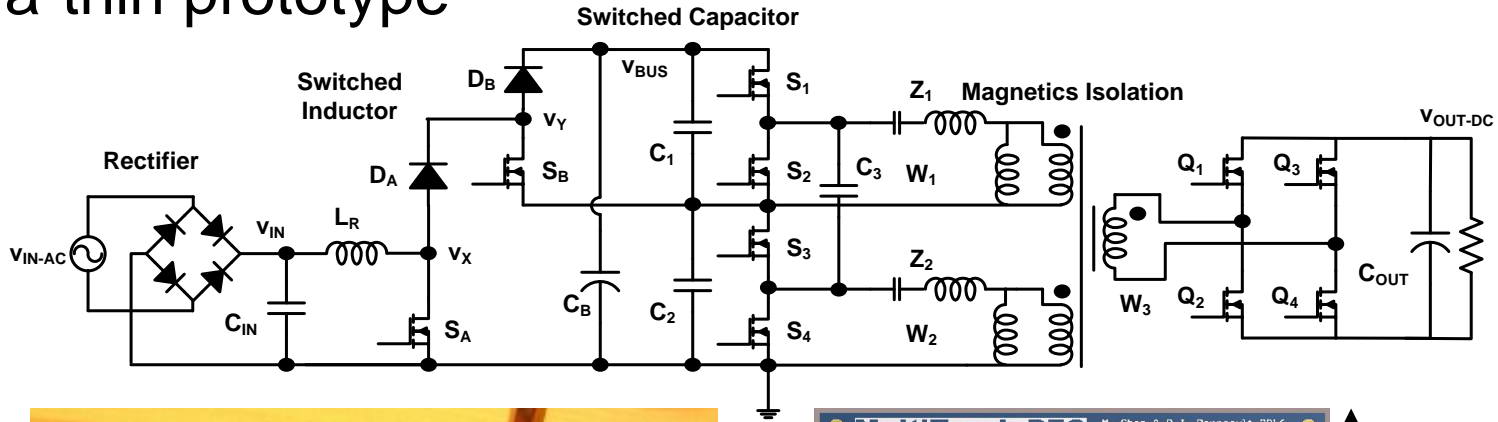 a thin prototype
Switched Capacitor
Switched
Inductor
Magnetics Isolation
Rectifier
D_B
v_BUS
S_1
Z_1
v_OUT-DC
v_Y
D_A
S_B
C_1
S_2
C_3
W_1
Q_1
Q_3
v_IN
L_R
v_X
v_IN-AC
S_3
Z_2
C_IN
S_A
C_B
C_2
S_4
W_2
W_3
Q_2
Q_4
C_OUT